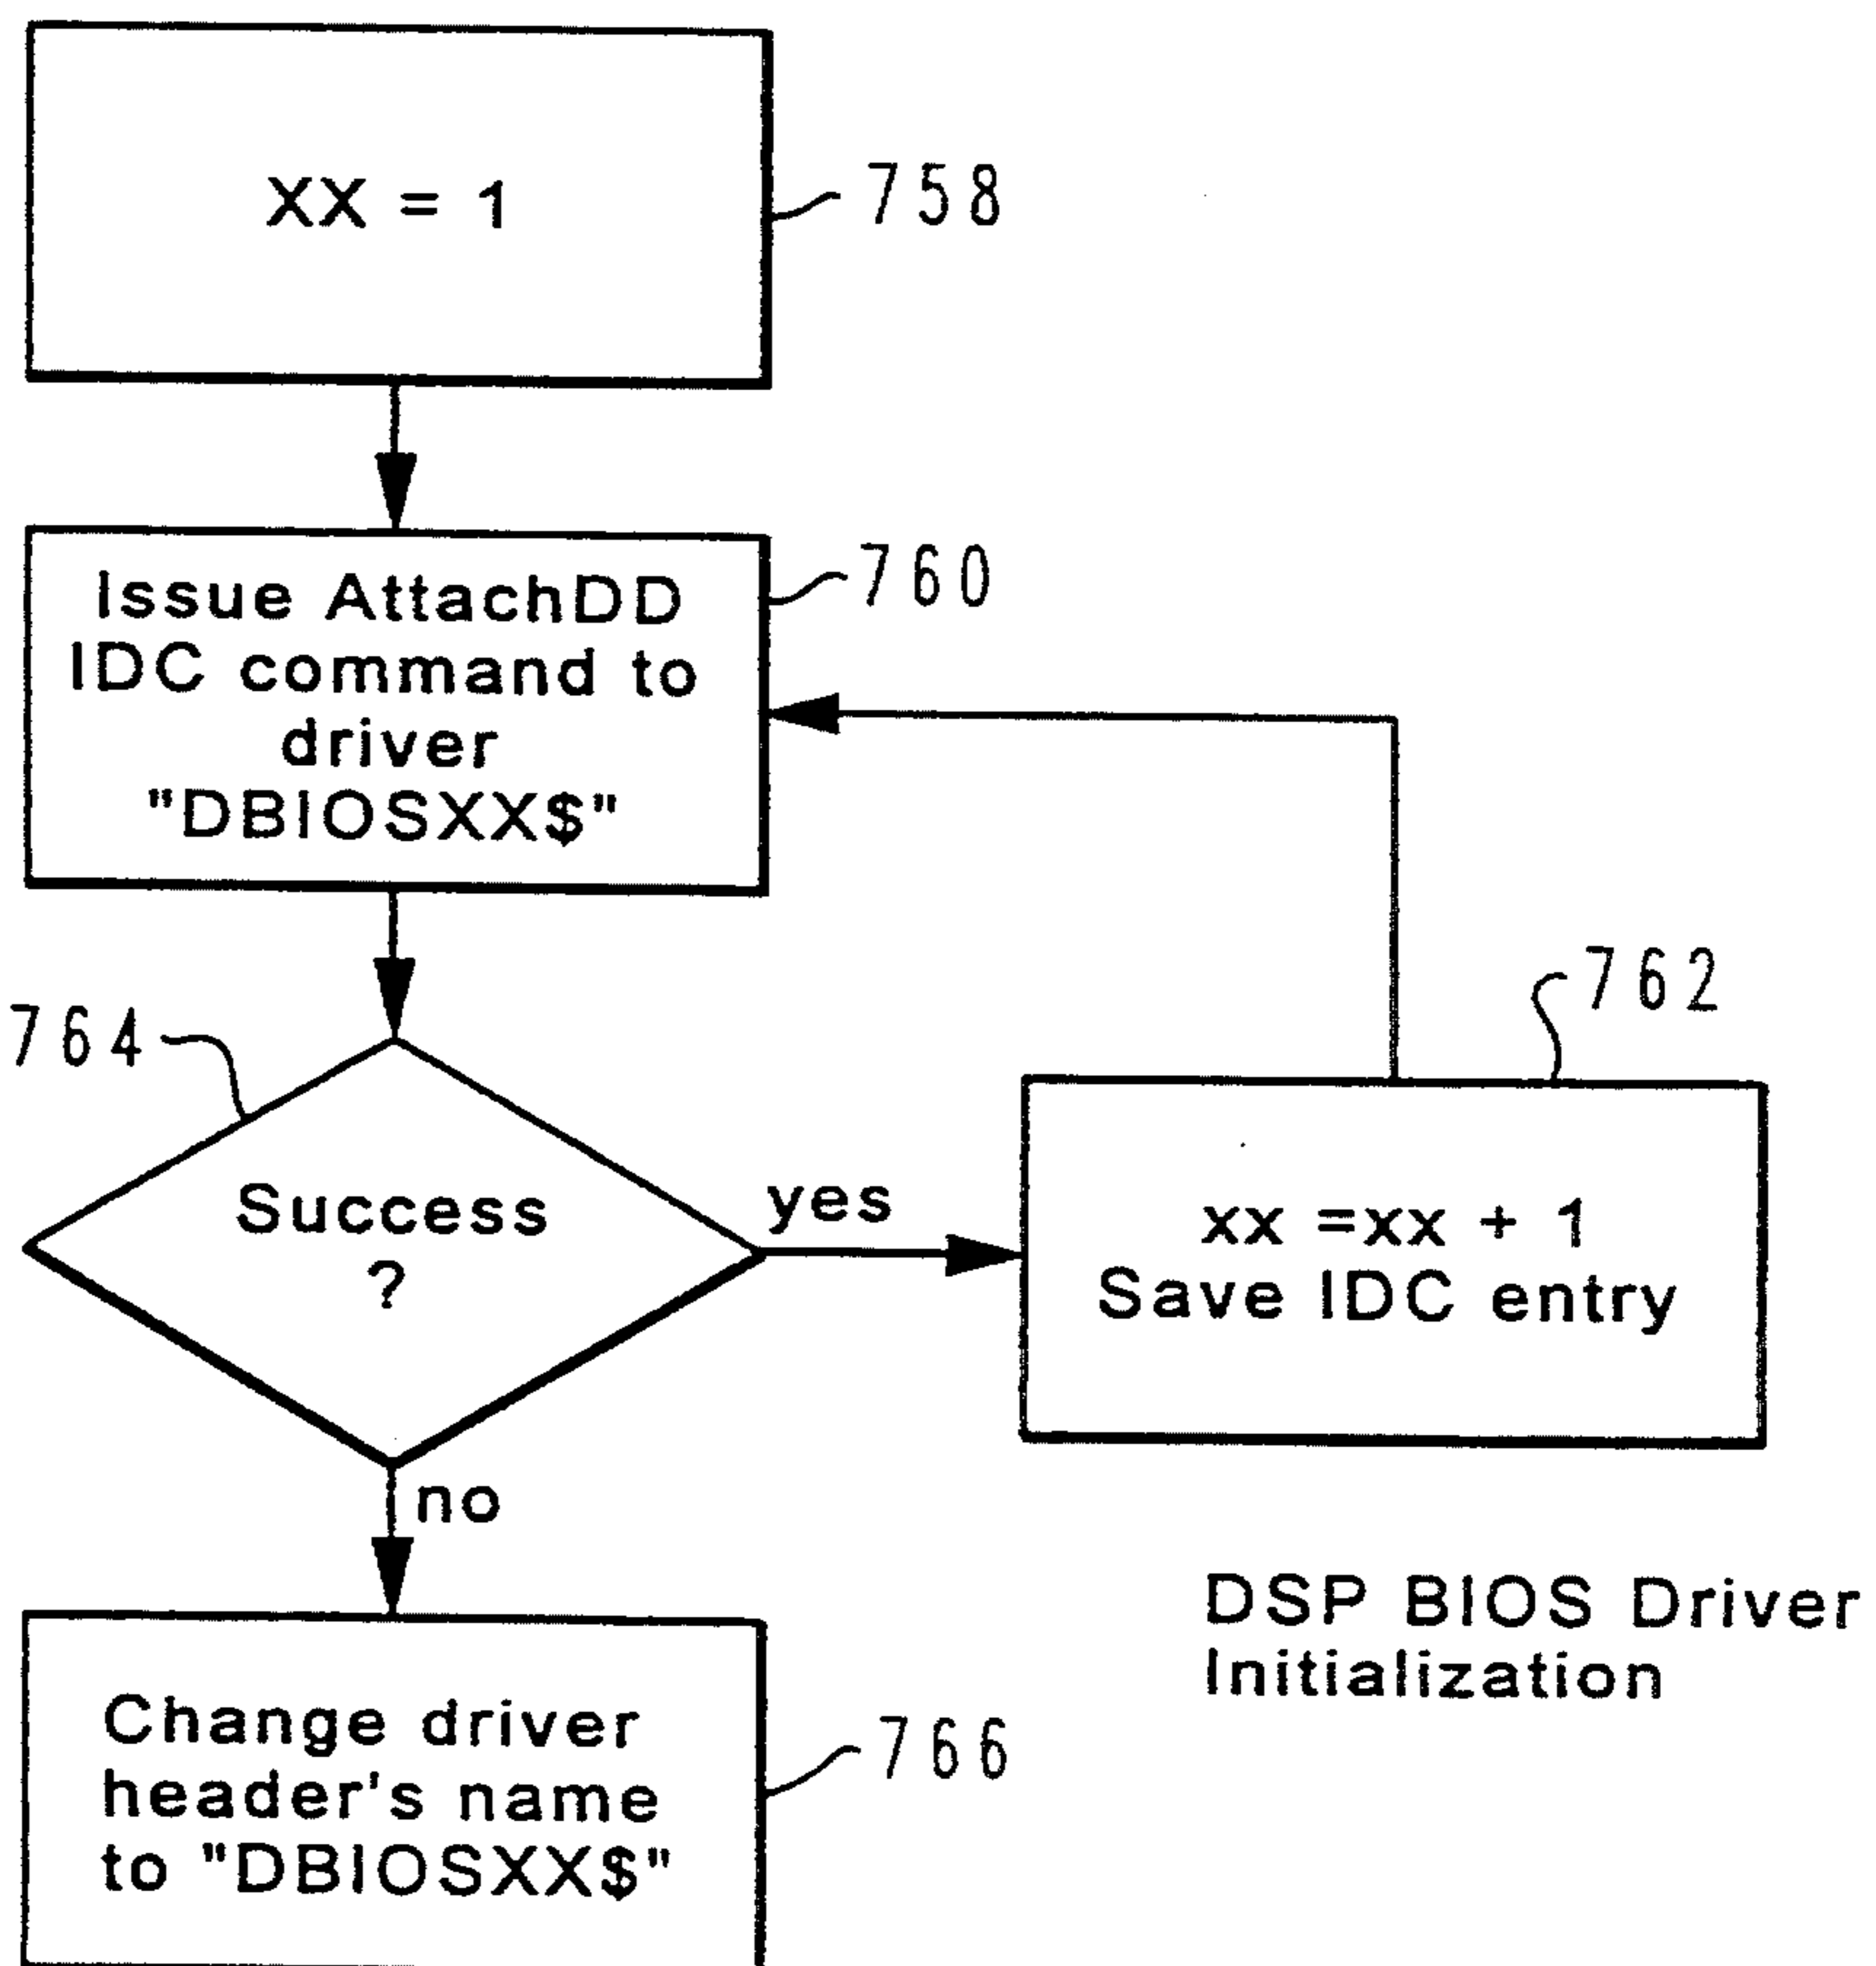 XX = 1
758
Issue AttachDD
IDC command to
driver
"DBIOSXX$"
760
764
Success
?
yes
762
xx =xx + 1
Save IDC entry
no
DSP BIOS Driver
Initialization
Change driver
header's name
to "DBIOSXX$"
766